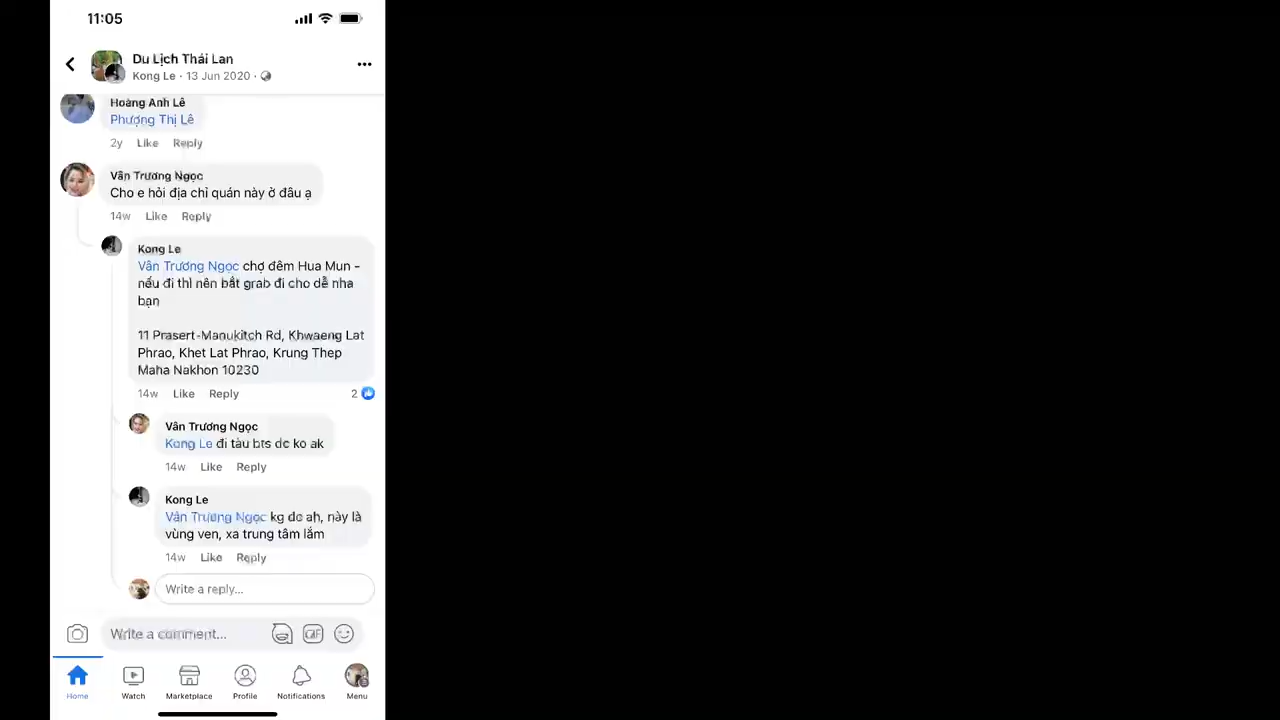 11:05
Du Lịch Thái Lan
Kong Le · 13 Jun 2020 ·
Hoàng Anh Lê
Phượng Thị Lê
2y Like Reply
Vân Trương Ngọc
Cho e hỏi địa chỉ quán này ở đâu ạ
14w Like Reply
Kong Le
Vân Trương Ngọc chợ đêm Hua Mun -
nếu đi thì nên bắt grab đi cho dễ nha
bạn
11 Prasert-Manukitch Rd, Khwaeng Lat
Phrao, Khet Lat Phrao, Krung Thep
Maha Nakhon 10230
14w Like Reply 2
Vân Trương Ngọc
Kong Le đi tàu bts dc ko ak
14w Like Reply
Kong Le
Vân Trương Ngọc kg dc ah, này là
vùng ven, xa trung tâm lắm
14w Like Reply
Write a reply...
Write a comment... GIF
Home Watch Marketplace Profile Notifications Menu